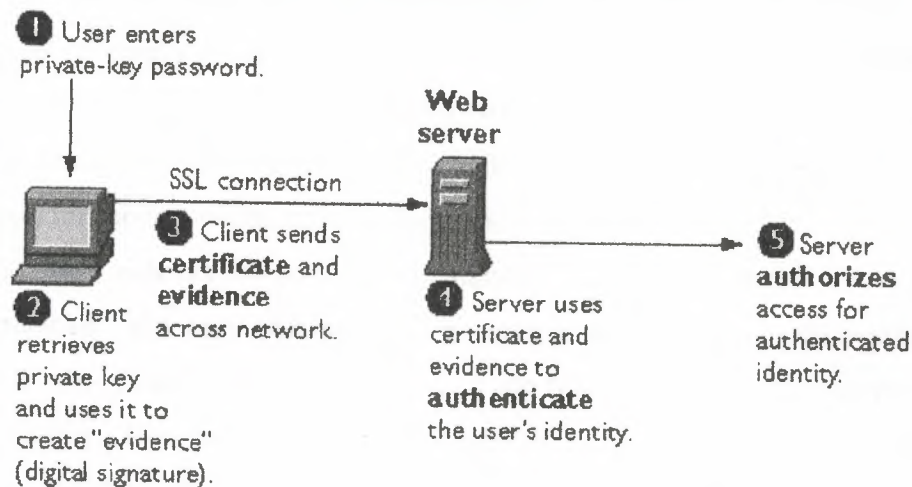 1 User enters
private-key password.
Web
server
SSL connection
3 Client sends
certificate and
evidence
across network.
2 Client
retrieves
private key
and uses it to
create "evidence"
(digital signature).
4 Server uses
certificate and
evidence to
authenticate
the user's identity.
5 Server
authorizes
access for
authenticated
identity.